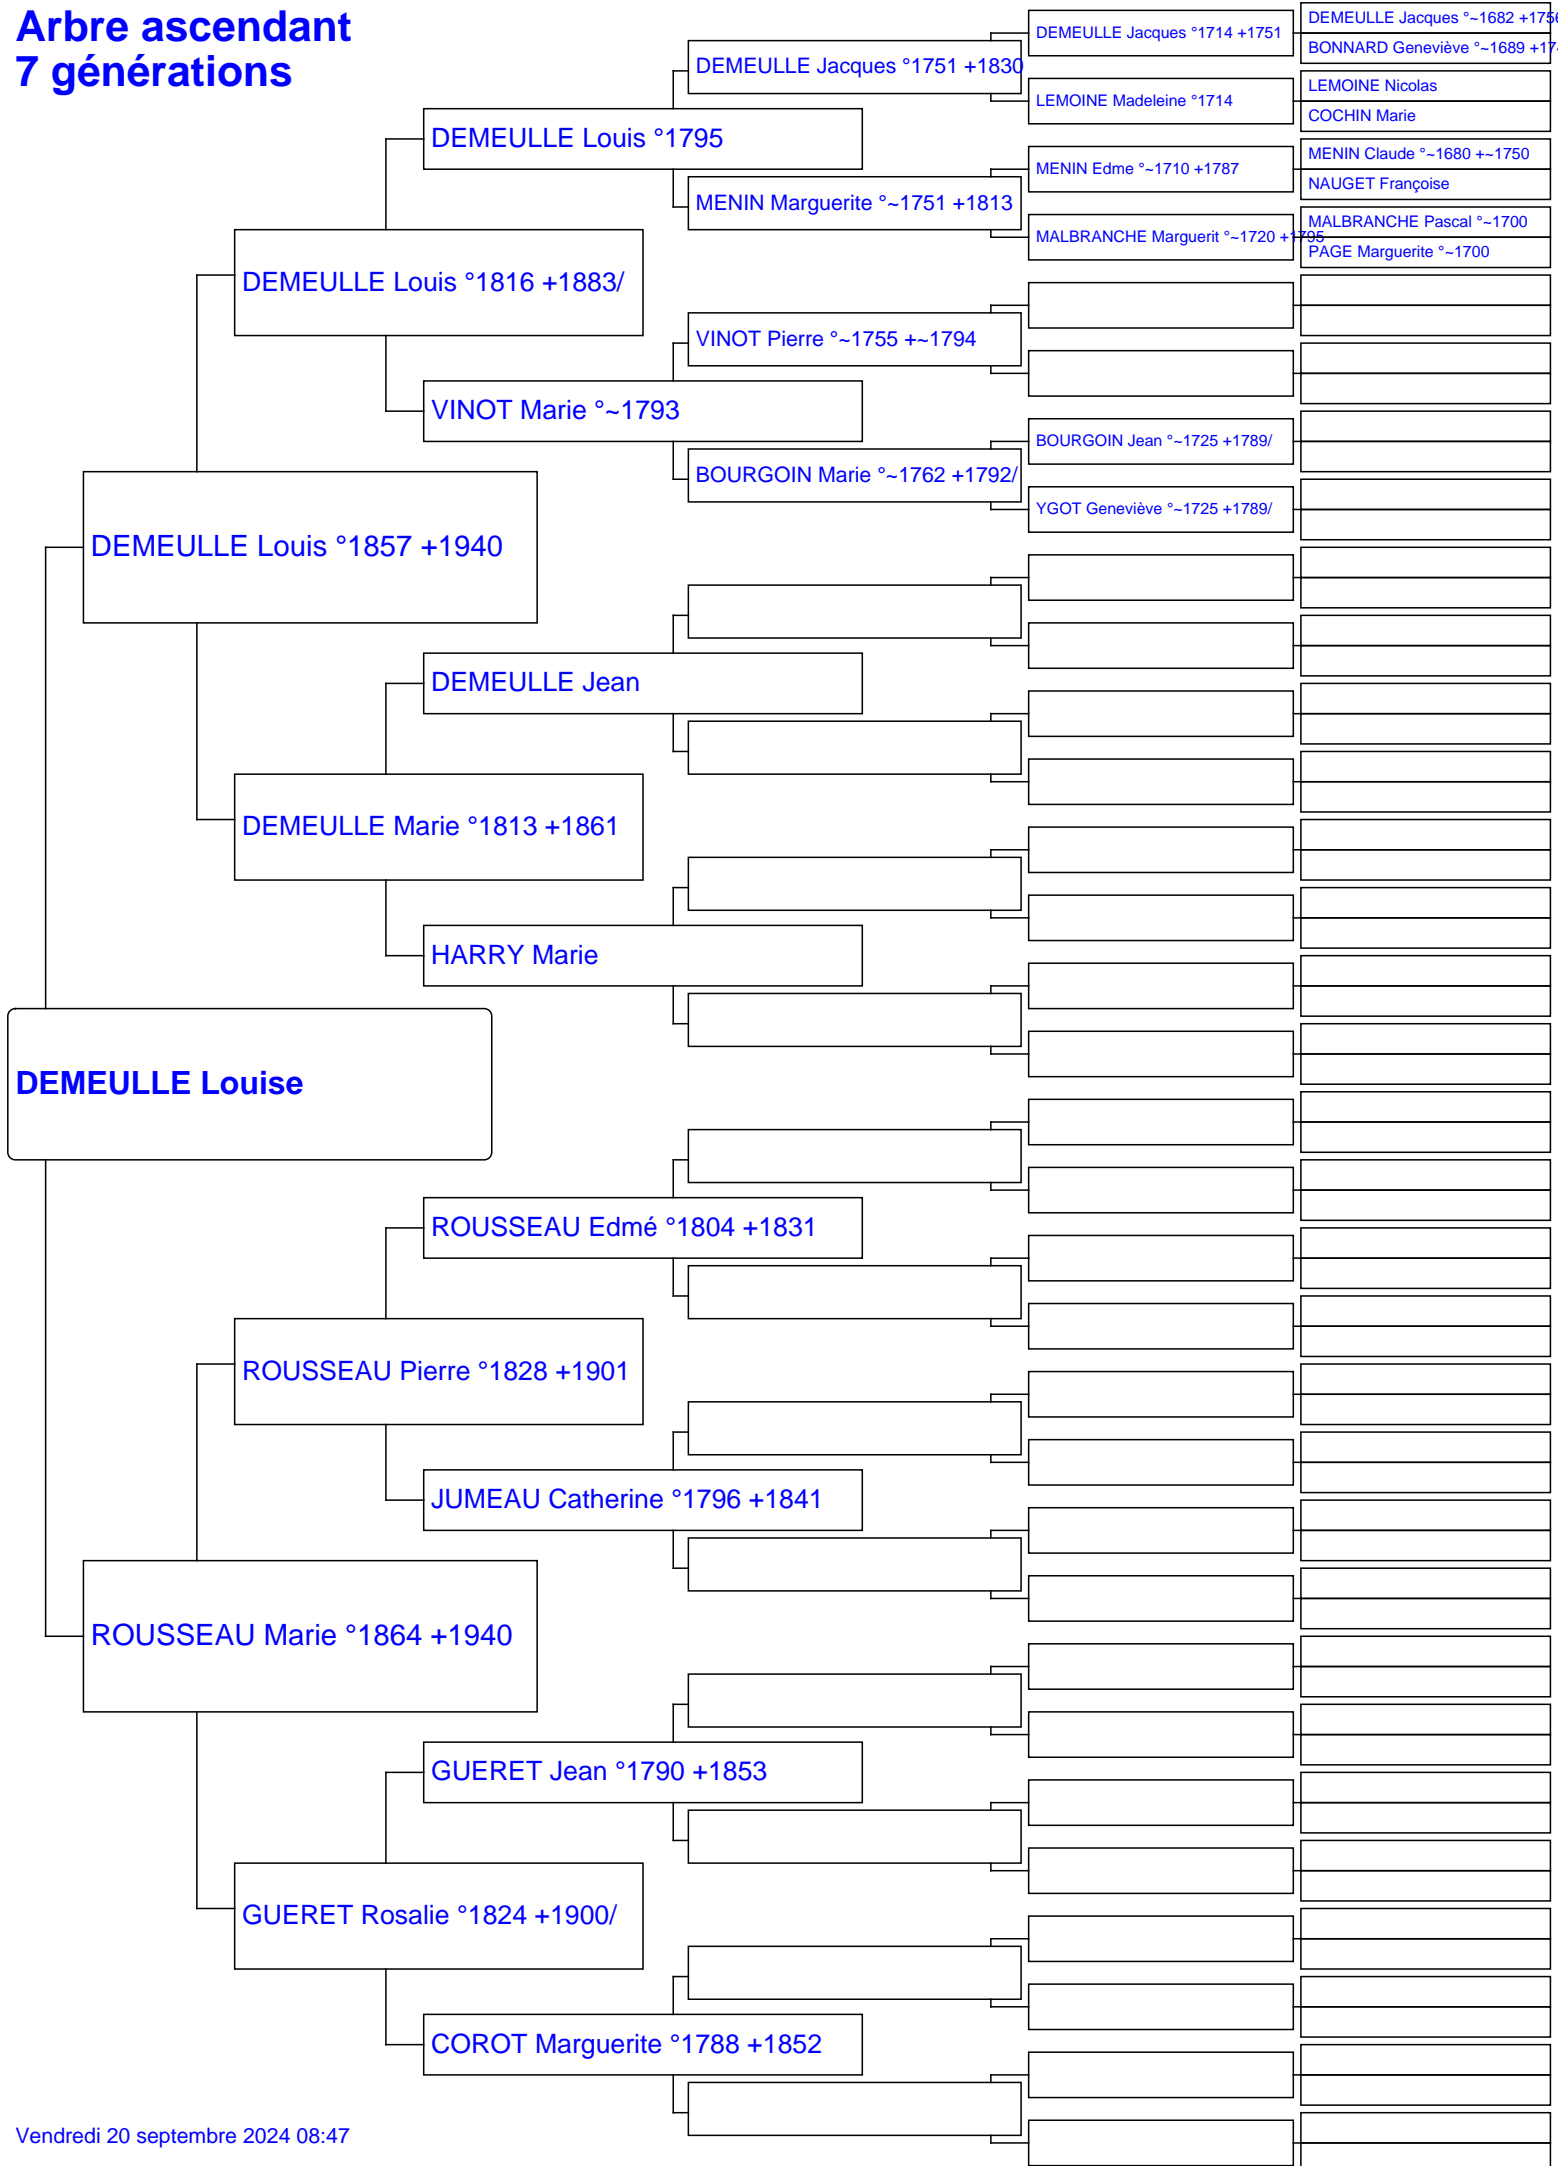 Arbre ascendant
7 générations
DEMEULLE Jacques °~1682 +1756
BONNARD Geneviève °~1689
DEMEULLE Jacques °1714 +1751
DEMEULLE Jacques °1751 +1830
LEMOINE Nicolas
LEMOINE Madeleine °1714
COCHIN Marie
DEMEULLE Louis °1795
MENIN Claude °~1680 +~1750
MENIN Edme °~1710 +1787
NAUGET Françoise
MENIN Marguerite °~1751 +1813
MALBRANCHE Pascal °~1700
MALBRANCHE Marguerit °~1720 +1795
PAGE Marguerite °~1700
DEMEULLE Louis °1816 +1883/
VINOT Pierre °~1755 +~1794
VINOT Marie °~1793
BOURGOIN Jean °~1725 +1789/
BOURGOIN Marie °~1762 +1792/
YGOT Geneviève °~1725 +1789/
DEMEULLE Louis °1857 +1940
DEMEULLE Jean
DEMEULLE Marie °1813 +1861
HARRY Marie
DEMEULLE Louise
ROUSSEAU Edmé °1804 +1831
ROUSSEAU Pierre °1828 +1901
JUMEAU Catherine °1796 +1841
ROUSSEAU Marie °1864 +1940
GUERET Jean °1790 +1853
GUERET Rosalie °1824 +1900/
COROT Marguerite °1788 +1852
Vendredi 20 septembre 2024 08:47